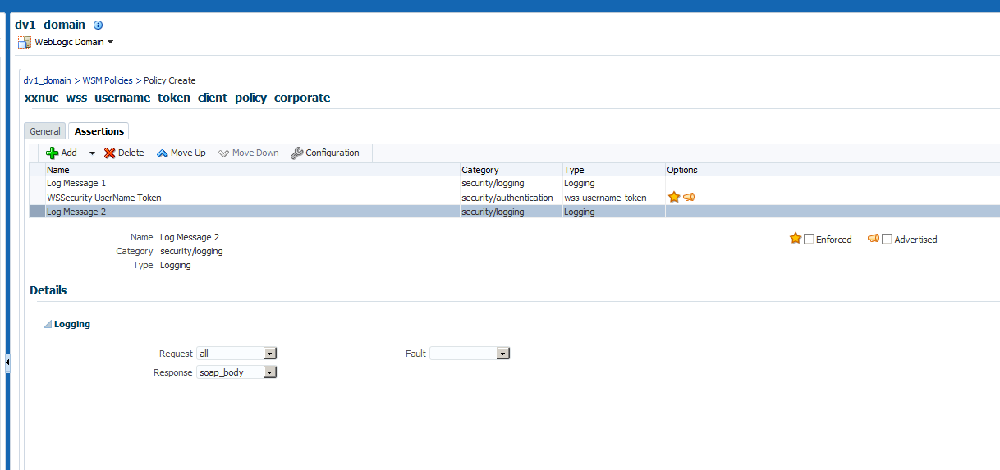 dv1_domain
WebLogic Domain
dv1_domain > WSM Policies > Policy Create
xxnuc_wss_username_token_client_policy_corporate
General Assertions
Add Delete Move Up Move Down Configuration
Name Category Type Options
Log Message 1 security/logging Logging
WSSecurity UserName Token security/authentication wss-username-token
Log Message 2 security/logging Logging
Name Log Message 2 Enforced Advertised
Category security/logging
Type Logging
Details
Logging
Request all Fault
Response soap_body